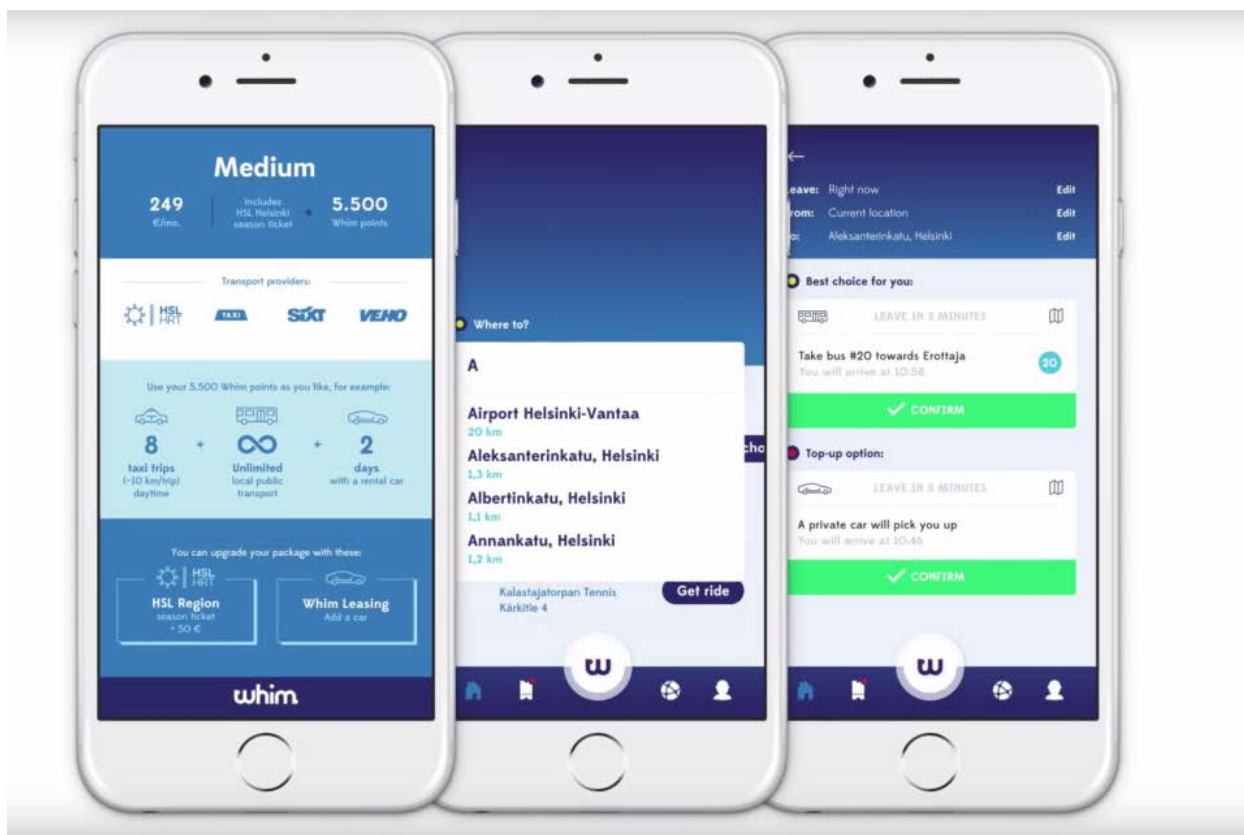 Medium
249
€/mo.
Includes
HSL Helsinki
season ticket
+
5.500
Whim points
Transport providers:
HSL
HRT
TAXI
SIXT
VEHO
Use your 5.500 Whim points as you like, for example:
8
taxi trips
(~10 km/trip)
daytime
+
∞
Unlimited
local public
transport
+
2
days
with a rental car
You can upgrade your package with these:
HSL
HRT
HSL Region
season ticket
+ 50 €
Whim Leasing
Add a car
whim
Where to?
A
Airport Helsinki-Vantaa
20 km
Aleksanterinkatu, Helsinki
1,3 km
Albertinkatu, Helsinki
1,1 km
Annankatu, Helsinki
1,2 km
cho
Kalastajatorpan Tennis
Kärkitie 4
Get ride
w
←
eave: Right now Edit
rom: Current location Edit
o: Aleksanterinkatu, Helsinki Edit
Best choice for you:
LEAVE IN 3 MINUTES
Take bus #20 towards Erottaja
You will arrive at 10:58
20
✓ CONFIRM
Top-up option:
LEAVE IN 3 MINUTES
A private car will pick you up
You will arrive at 10:46
✓ CONFIRM
w